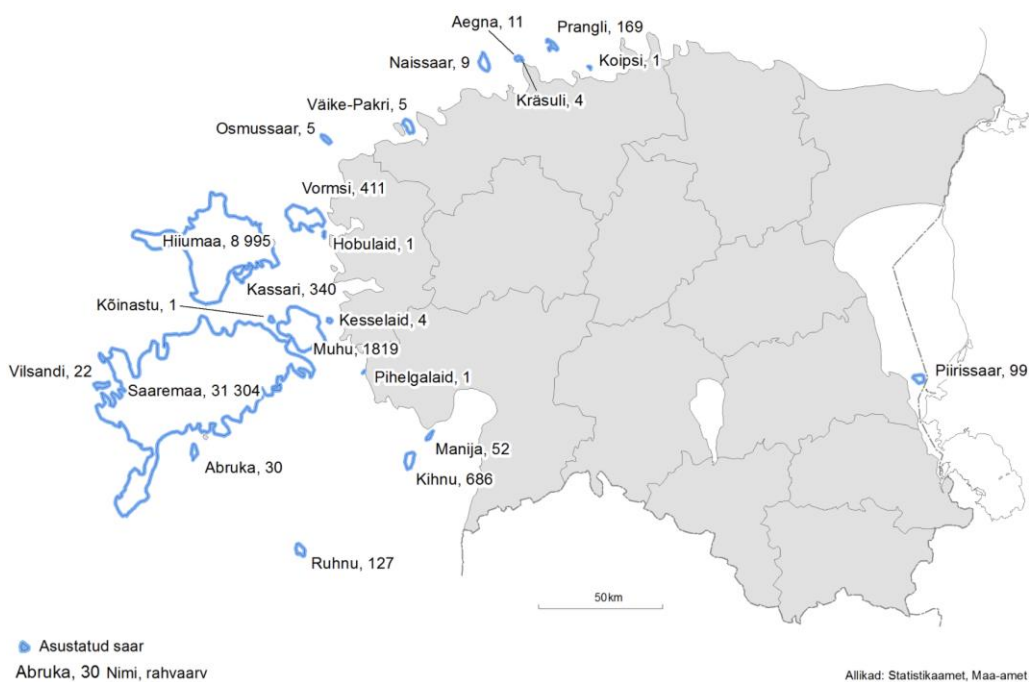 Aegna, 11
Prangli, 169
Naissaar, 9
Koipsi, 1
Kräsuli, 4
Väike-Pakri, 5
Osmussaar, 5
Vormsi, 411
Hiiumaa, 8 995
Hobulaid, 1
Kassari, 340
Kõinastu, 1
Kesselaid, 4
Muhu, 1819
Vilsandi, 22
Saaremaa, 31 304
Pihelgalaid, 1
Piirissaar, 99
Manija, 52
Abruka, 30
Kihnu, 686
Ruhnu, 127
50 km
Asustatud saar
Abruka, 30 Nimi, rahvaarv
Allikad: Statistikaamet, Maa-amet